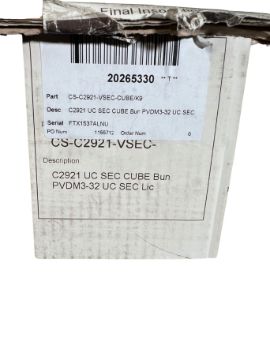 Final Inspe
20265330 ** T **
Part CS-C2921-VSEC-CUBE/K9
Desc C2921 UC SEC CUBE Bun PVDM3-32 UC SEC
Serial FTX1537ALNU
PO Num 1166712 Order Num 0
CS-C2921-VSEC-
Description
C2921 UC SEC CUBE Bun
PVDM3-32 UC SEC Lic